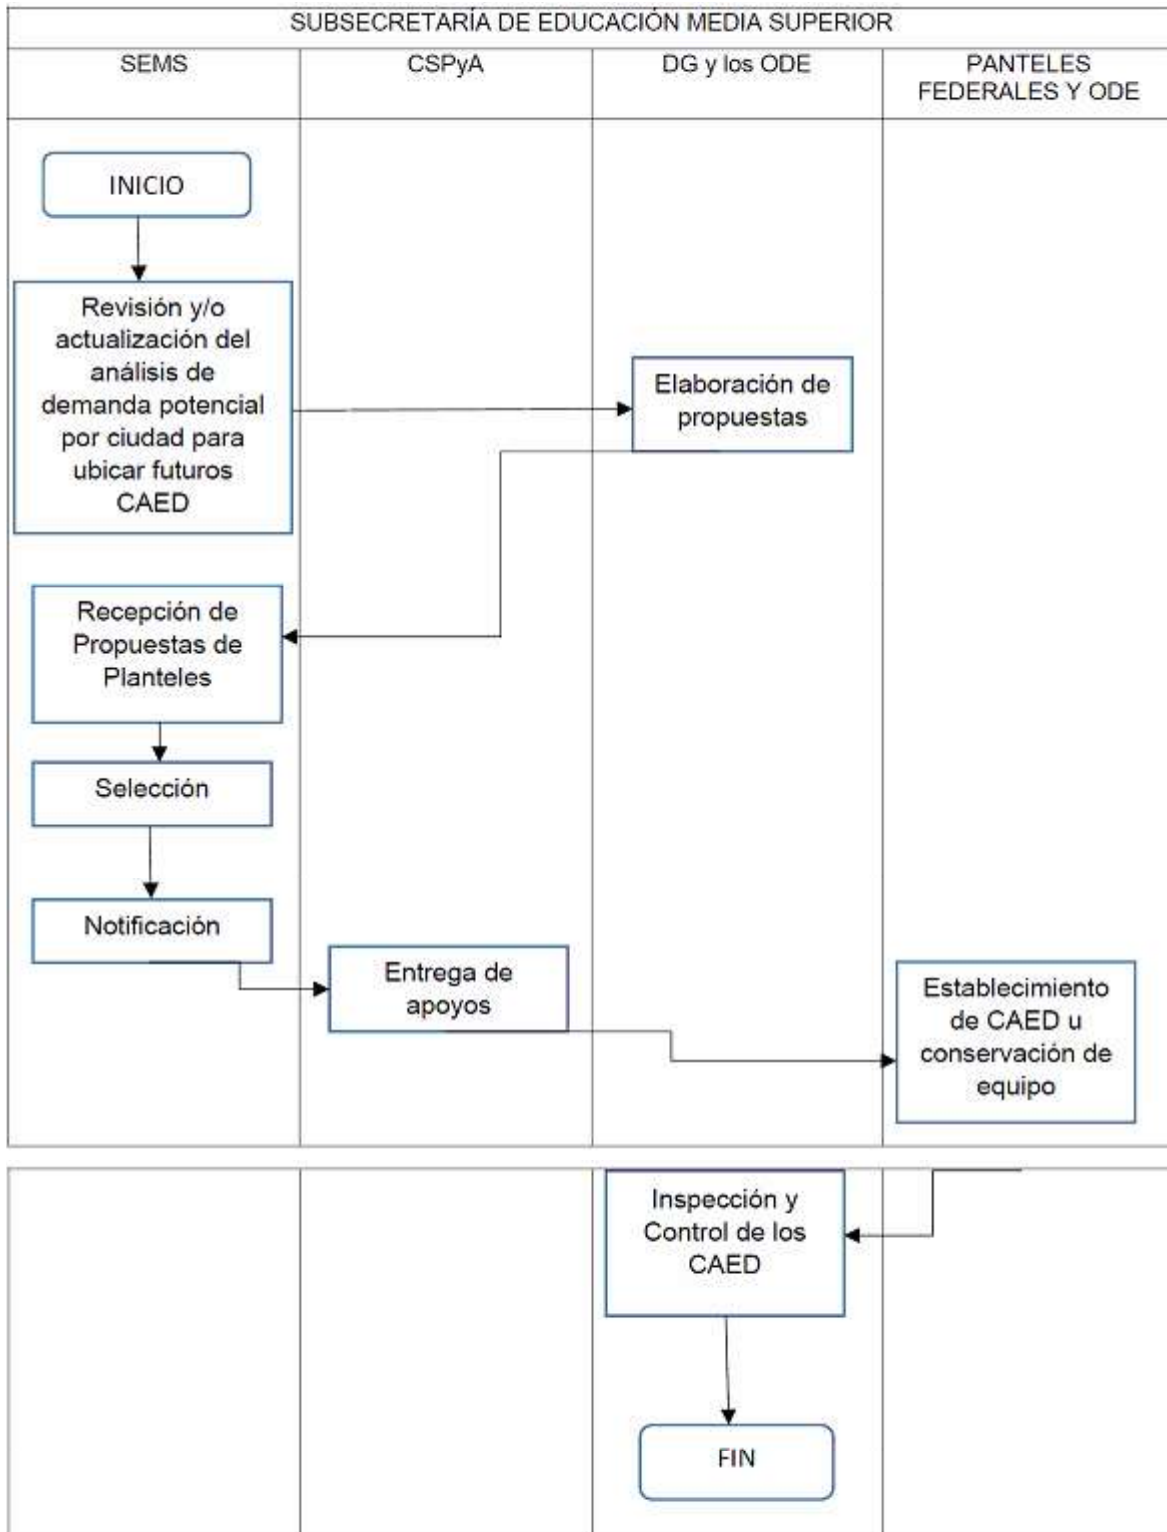 SUBSECRETARÍA DE EDUCACIÓN MEDIA SUPERIOR
SEMS
CSPyA
DG y los ODE
PANTELES
FEDERALES Y ODE
INICIO
Revisión y/o
actualización del
análisis de
demanda potencial
por ciudad para
ubicar futuros
CAED
Elaboración de
propuestas
Recepción de
Propuestas de
Planteles
Selección
Notificación
Entrega de
apoyos
Establecimiento
de CAED u
conservación de
equipo
Inspección y
Control de los
CAED
FIN